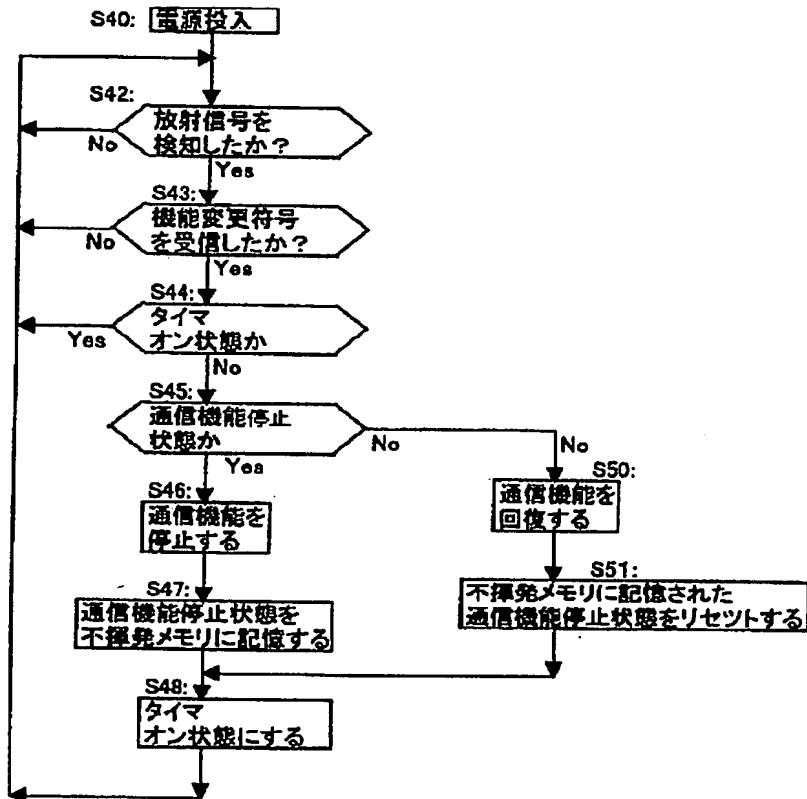 S40: 電源投入
S42:
放射信号を
検知したか？
No
Yes
S43:
機能変更符号
を受信したか？
No
Yes
S44:
タイマ
オン状態か
Yes
No
S45:
通信機能停止
状態か
No
No
Yes
S46:
通信機能を
停止する
S50:
通信機能を
回復する
S47:
通信機能停止状態を
不揮発メモリに記憶する
S51:
不揮発メモリに記憶された
通信機能停止状態をリセットする
S48:
タイマ
オン状態にする